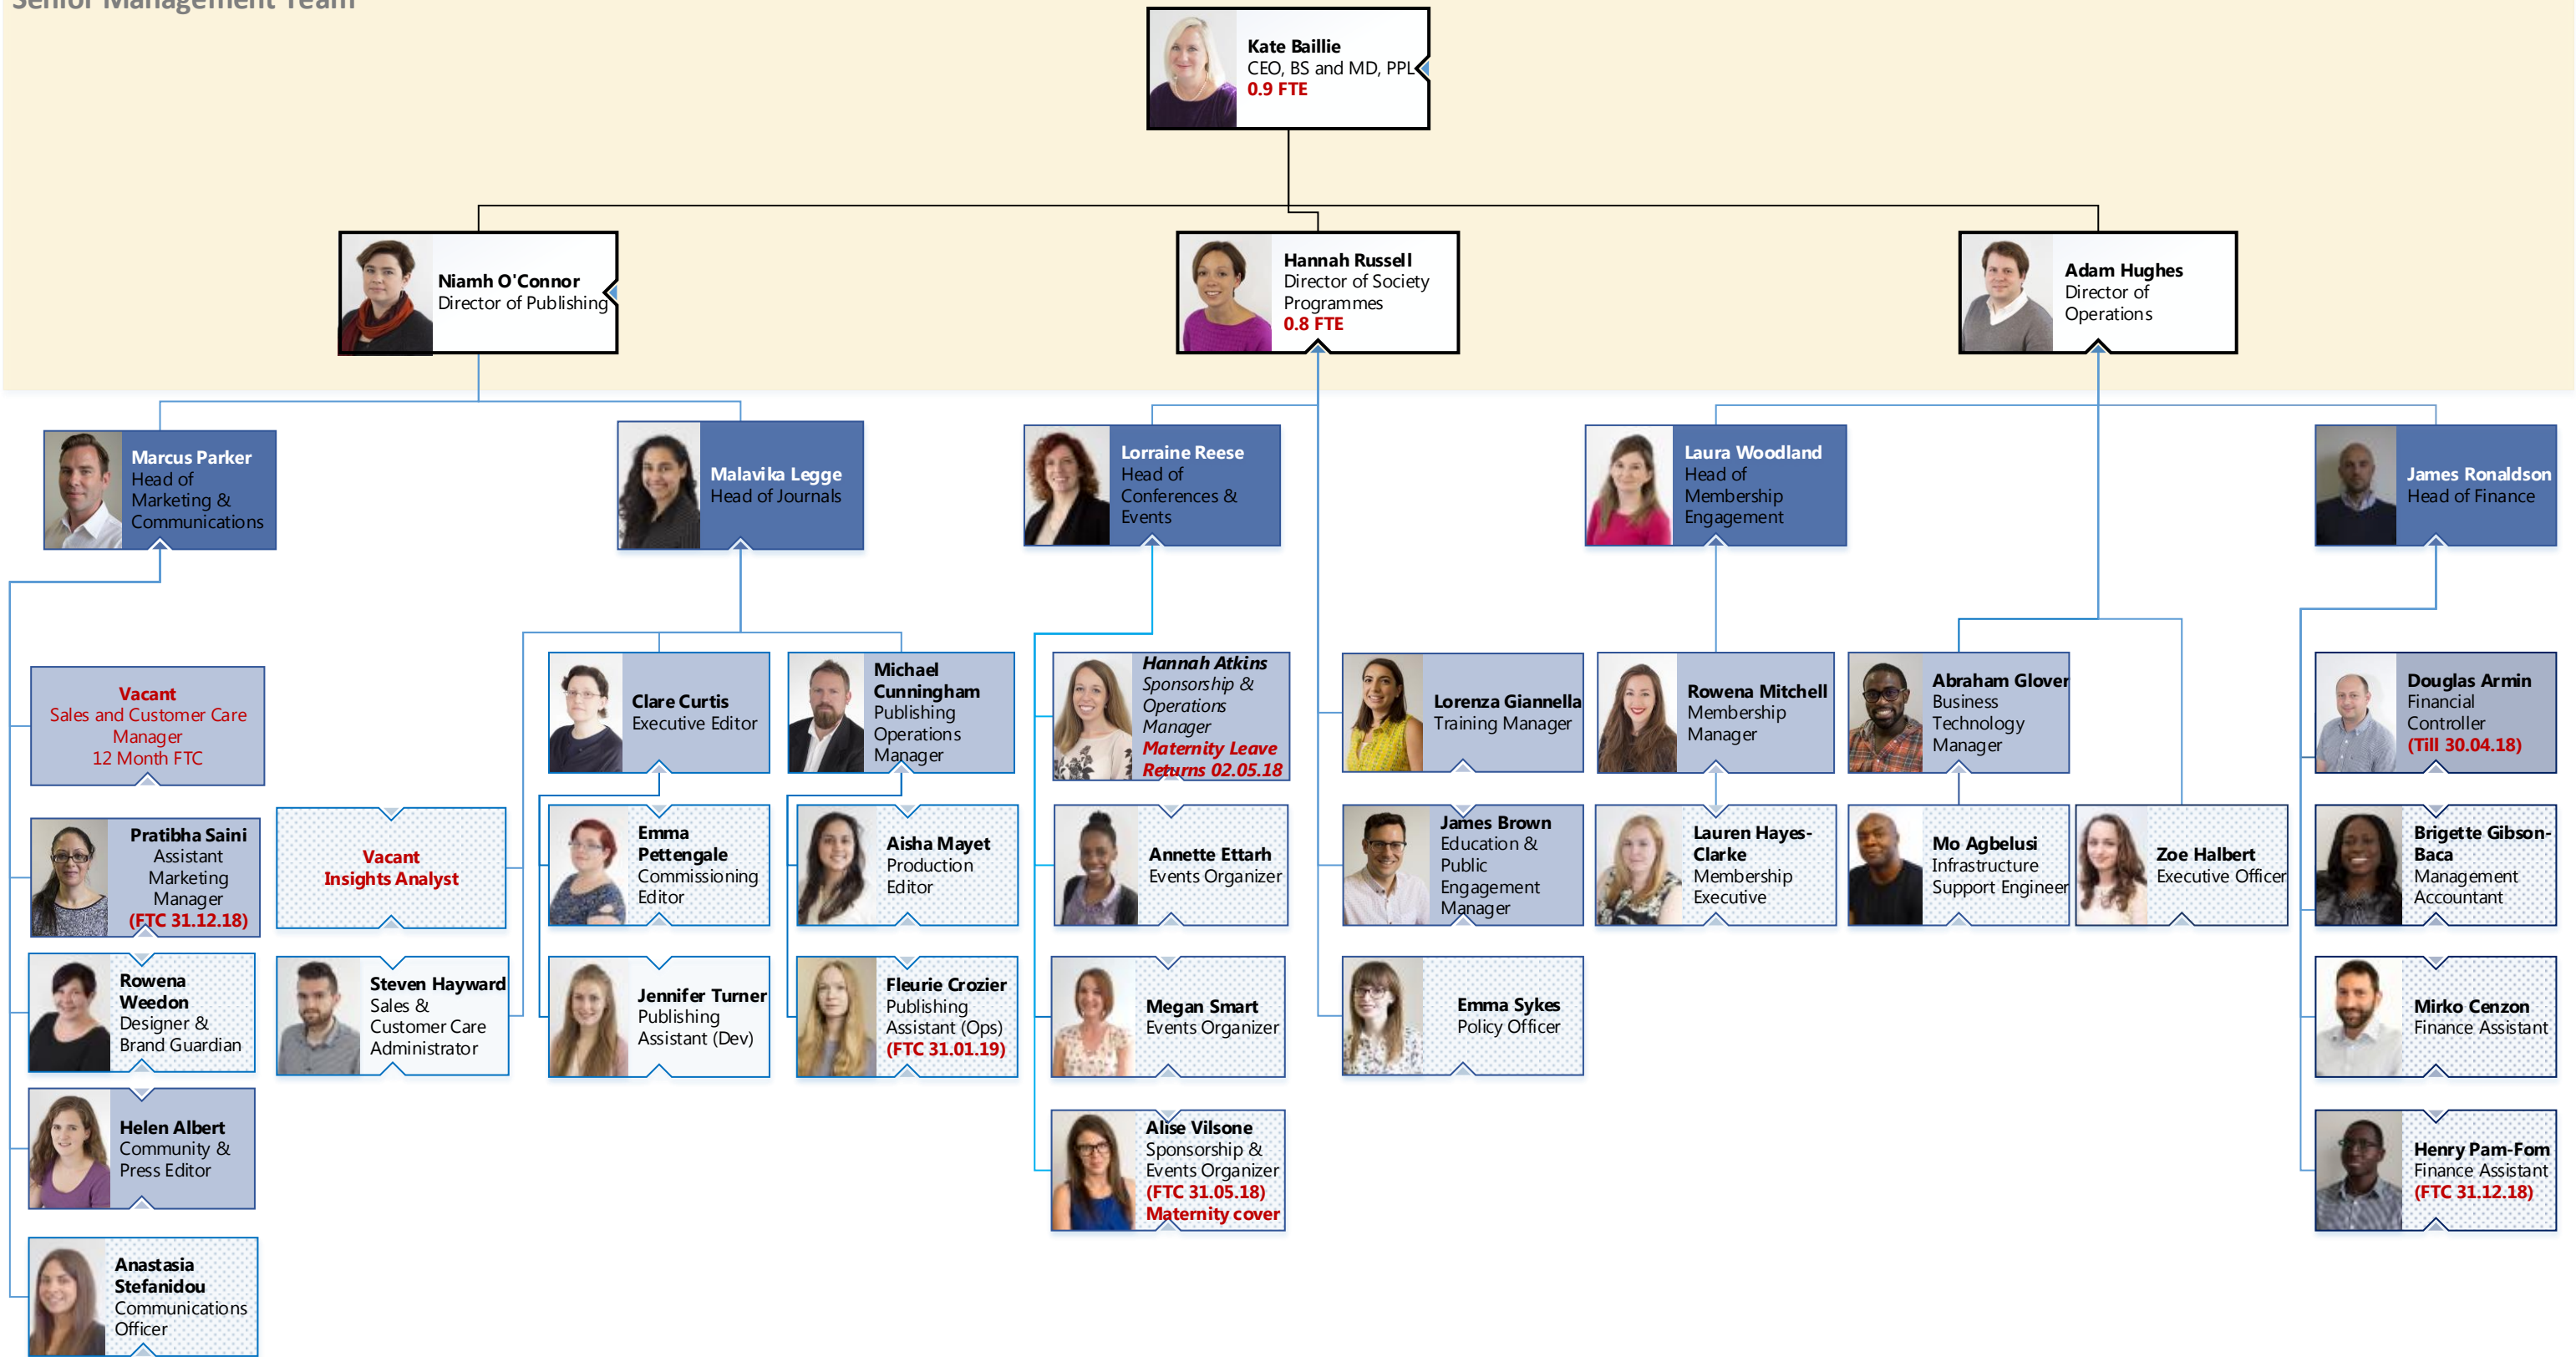 Senior Management Team
Kate Baillie
CEO, BS and MD, PPL
0.9 FTE
Niamh O'Connor
Director of Publishing
Hannah Russell
Director of Society
Programmes
0.8 FTE
Adam Hughes
Director of
Operations
Marcus Parker
Head of
Marketing &
Communications
Malavika Legge
Head of Journals
Lorraine Reese
Head of
Conferences &
Events
Laura Woodland
Head of
Membership
Engagement
James Ronaldson
Head of Finance
Vacant
Sales and Customer Care
Manager
12 Month FTC
Clare Curtis
Executive Editor
Michael
Cunningham
Publishing
Operations
Manager
Hannah Atkins
Sponsorship &
Operations
Manager
Maternity Leave
Returns 02.05.18
Lorenza Giannella
Training Manager
Rowena Mitchell
Membership
Manager
Abraham Glover
Business
Technology
Manager
Douglas Armin
Financial
Controller
(Till 30.04.18)
Pratibha Saini
Assistant
Marketing
Manager
(FTC 31.12.18)
Vacant
Insights Analyst
Emma
Pettengale
Commissioning
Editor
Aisha Mayet
Production
Editor
Annette Ettarh
Events Organizer
James Brown
Education &
Public
Engagement
Manager
Lauren Hayes-
Clarke
Membership
Executive
Mo Agbelusi
Infrastructure
Support Engineer
Zoe Halbert
Executive Officer
Brigette Gibson-
Baca
Management
Accountant
Rowena
Weedon
Designer &
Brand Guardian
Steven Hayward
Sales &
Customer Care
Administrator
Jennifer Turner
Publishing
Assistant (Dev)
Fleurie Crozier
Publishing
Assistant (Ops)
(FTC 31.01.19)
Megan Smart
Events Organizer
Emma Sykes
Policy Officer
Mirko Cenzon
Finance Assistant
Helen Albert
Community &
Press Editor
Alise Vilsone
Sponsorship &
Events Organizer
(FTC 31.05.18)
Maternity cover
Henry Pam-Fom
Finance Assistant
(FTC 31.12.18)
Anastasia
Stefanidou
Communications
Officer